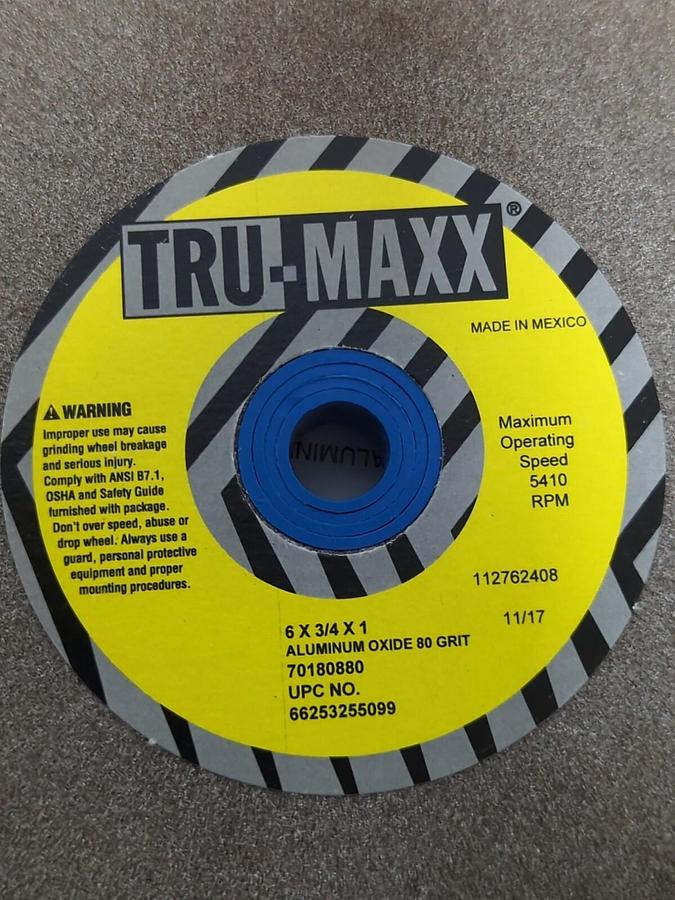 TRU-MAXX®
MADE IN MEXICO
⚠ WARNING
Improper use may cause
grinding wheel breakage
and serious injury.
Comply with ANSI B7.1,
OSHA and Safety Guide
furnished with package.
Don't over speed, abuse or
drop wheel. Always use a
guard, personal protective
equipment and proper
mounting procedures.
Maximum
Operating
Speed
5410
RPM
ALUMINI
112762408
11/17
6 X 3/4 X 1
ALUMINUM OXIDE 80 GRIT
70180880
UPC NO.
66253255099